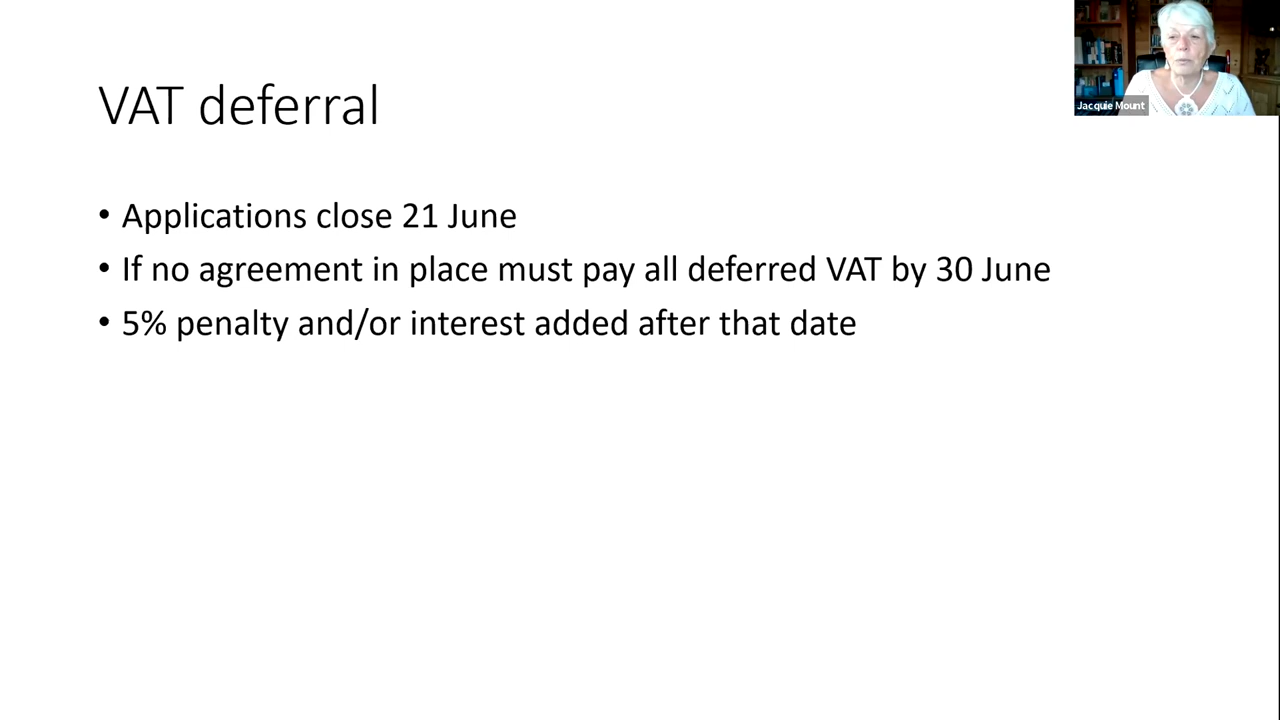 VAT deferral
• Applications close 21 June
• If no agreement in place must pay all deferred VAT by 30 June
• 5% penalty and/or interest added after that date
Jacquie Mount